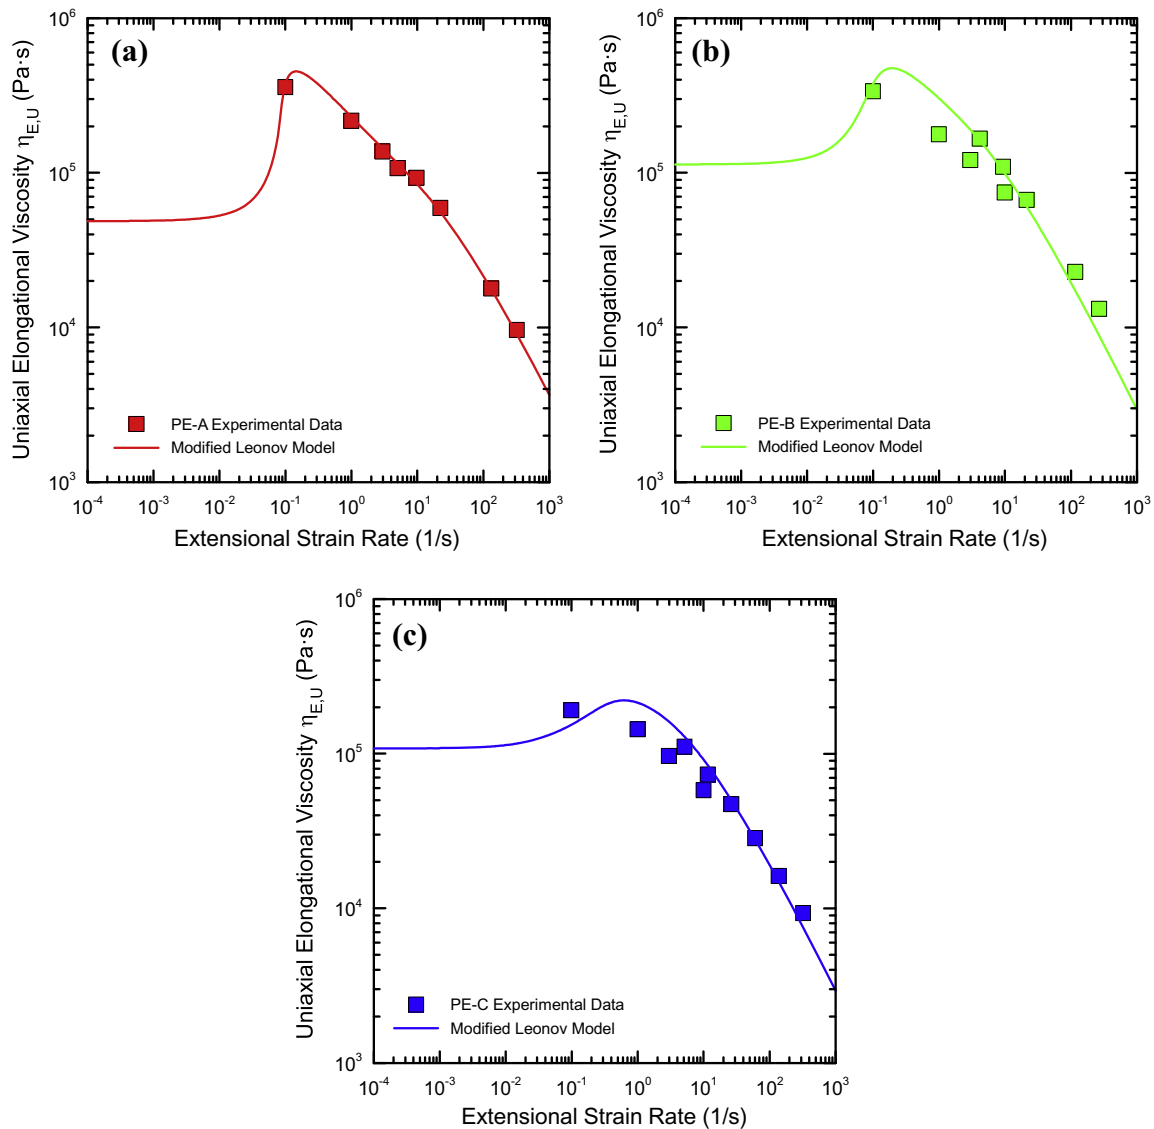 (a)
Uniaxial Elongational Viscosity η_E,U (Pa·s)
10^6
10^5
10^4
10^3
PE-A Experimental Data
Modified Leonov Model
10^-4 10^-3 10^-2 10^-1 10^0 10^1 10^2 10^3
Extensional Strain Rate (1/s)
(b)
Uniaxial Elongational Viscosity η_E,U (Pa·s)
10^6
10^5
10^4
10^3
PE-B Experimental Data
Modified Leonov Model
10^-4 10^-3 10^-2 10^-1 10^0 10^1 10^2 10^3
Extensional Strain Rate (1/s)
(c)
Uniaxial Elongational Viscosity η_E,U (Pa·s)
10^6
10^5
10^4
10^3
PE-C Experimental Data
Modified Leonov Model
10^-4 10^-3 10^-2 10^-1 10^0 10^1 10^2 10^3
Extensional Strain Rate (1/s)